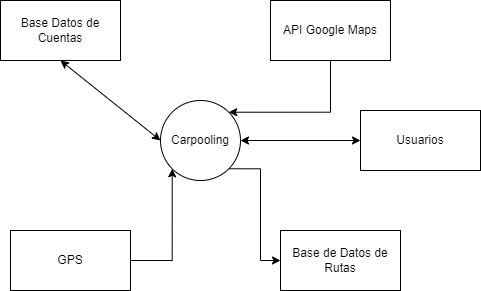 Base Datos de
Cuentas
API Google Maps
Carpooling
Usuarios
GPS
Base de Datos de
Rutas